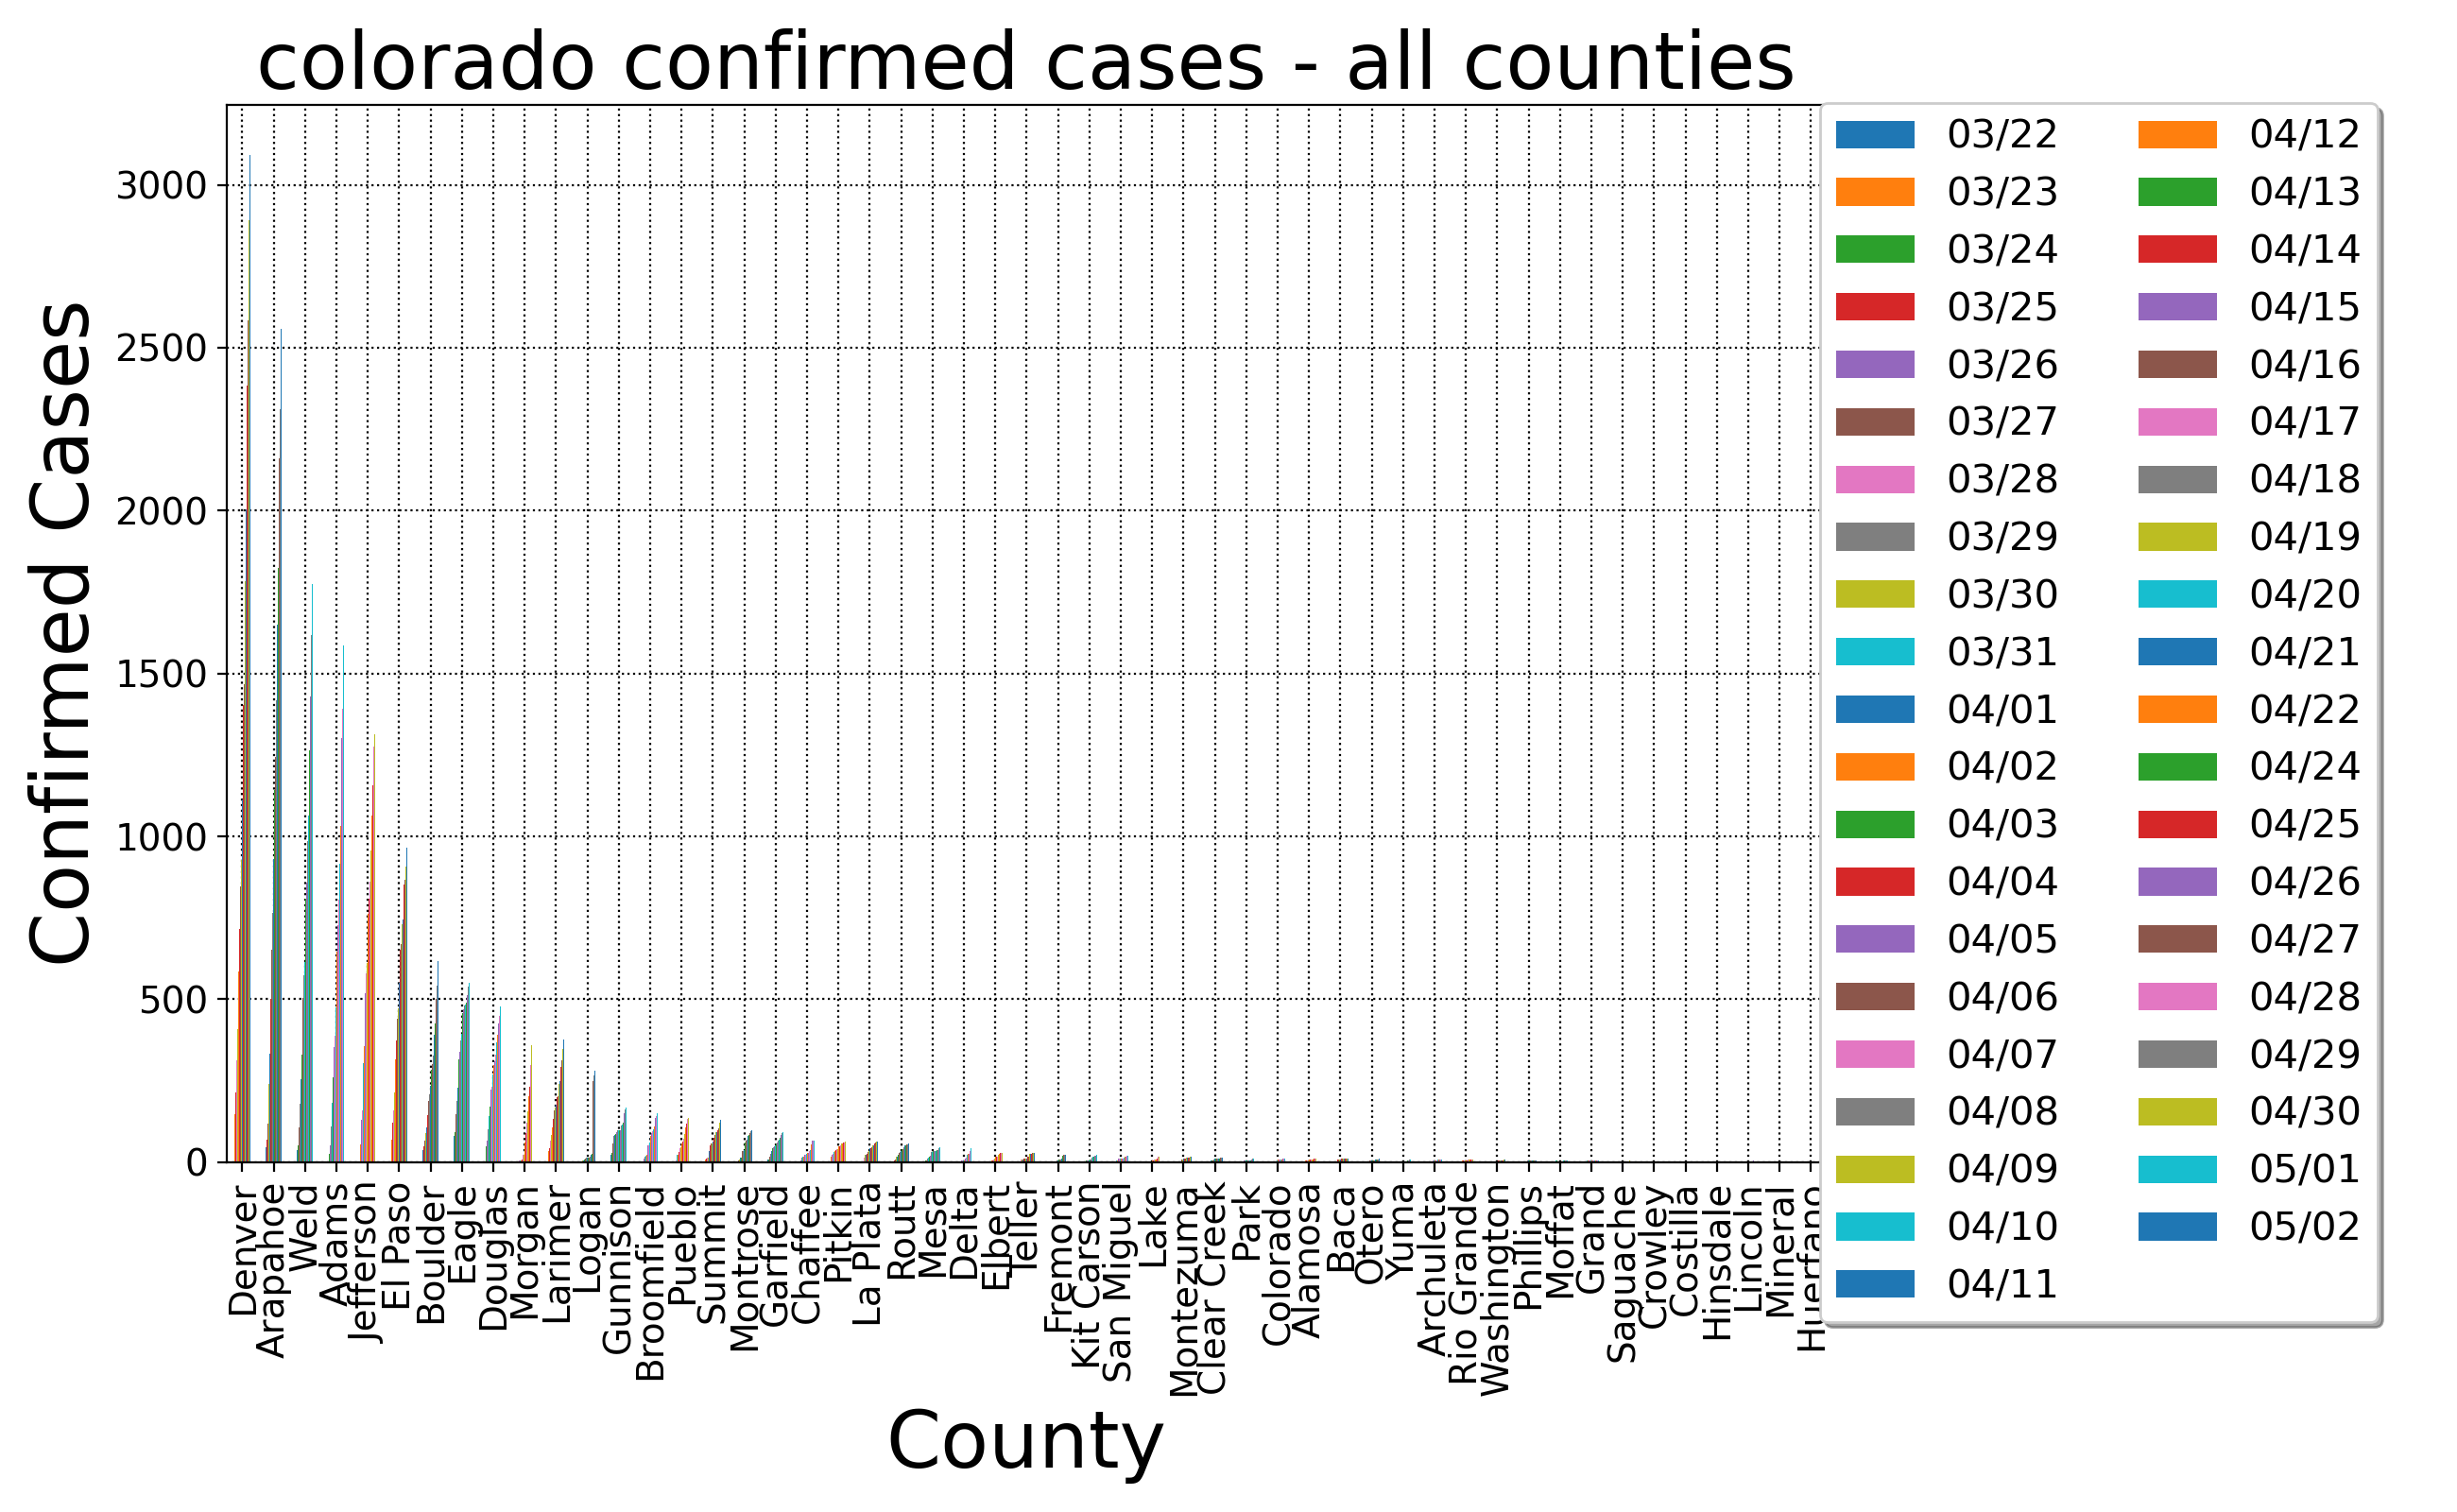 colorado confirmed cases - all counties
Confirmed Cases
3000
2500
2000
1500
1000
500
0
Denver
Arapahoe
Weld
Adams
Jefferson
El Paso
Boulder
Eagle
Douglas
Morgan
Larimer
Logan
Gunnison
Broomfield
Pueblo
Summit
Montrose
Garfield
Chaffee
Pitkin
La Plata
Routt
Mesa
Delta
Elbert
Teller
Fremont
Kit Carson
San Miguel
Lake
Montezuma
Clear Creek
Park
Colorado
Alamosa
Baca
Otero
Yuma
Archuleta
Rio Grande
Washington
Phillips
Moffat
Grand
Saguache
Crowley
Costilla
Hinsdale
Lincoln
Mineral
Huerfano
County
03/22
03/23
03/24
03/25
03/26
03/27
03/28
03/29
03/30
03/31
04/01
04/02
04/03
04/04
04/05
04/06
04/07
04/08
04/09
04/10
04/11
04/12
04/13
04/14
04/15
04/16
04/17
04/18
04/19
04/20
04/21
04/22
04/24
04/25
04/26
04/27
04/28
04/29
04/30
05/01
05/02